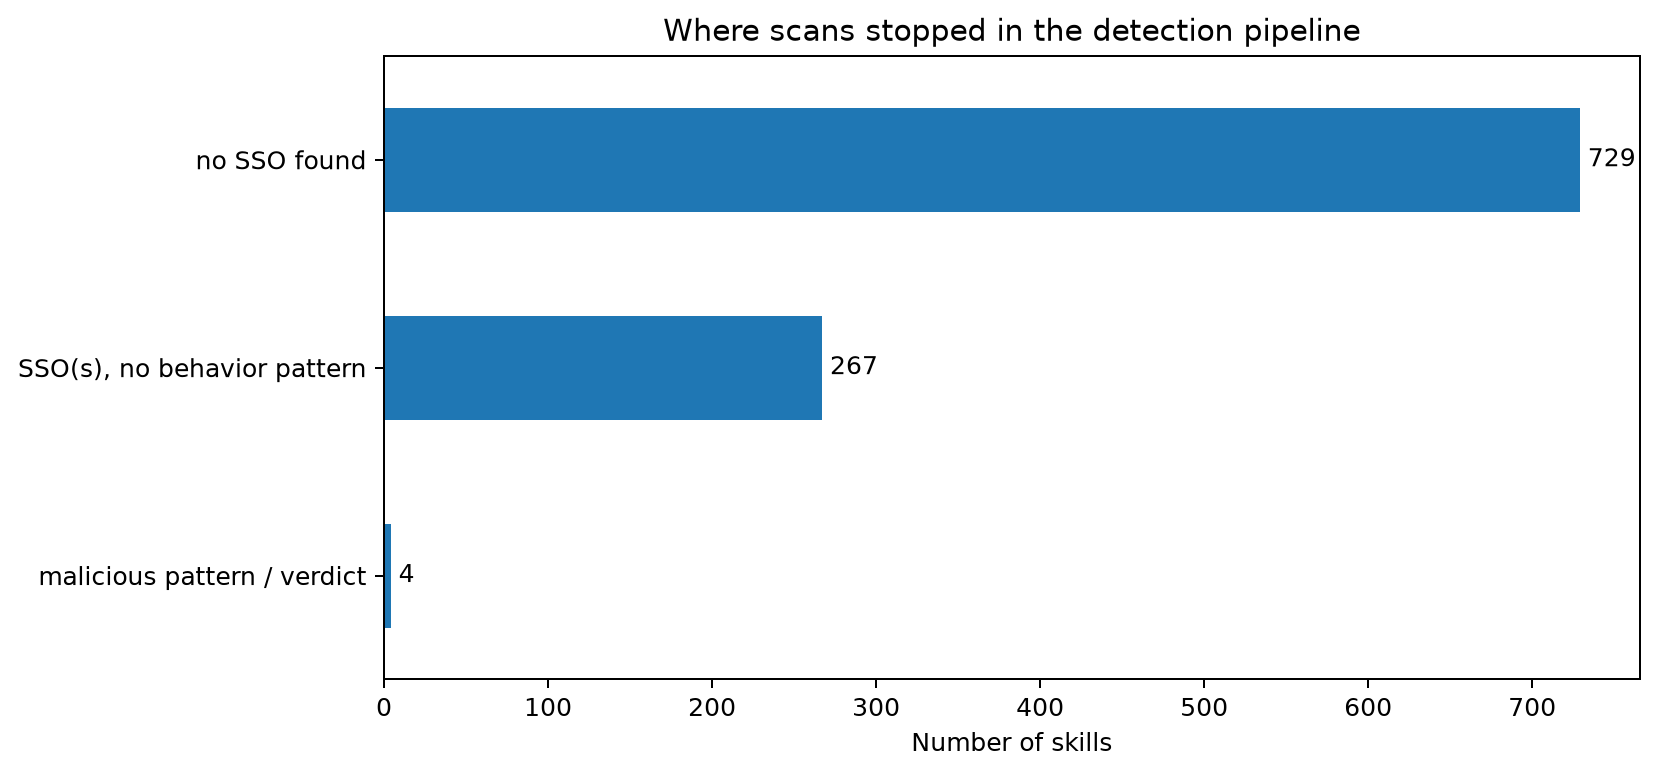 Where scans stopped in the detection pipeline
no SSO found
729
SSO(s), no behavior pattern
267
malicious pattern / verdict
4
0 100 200 300 400 500 600 700
Number of skills